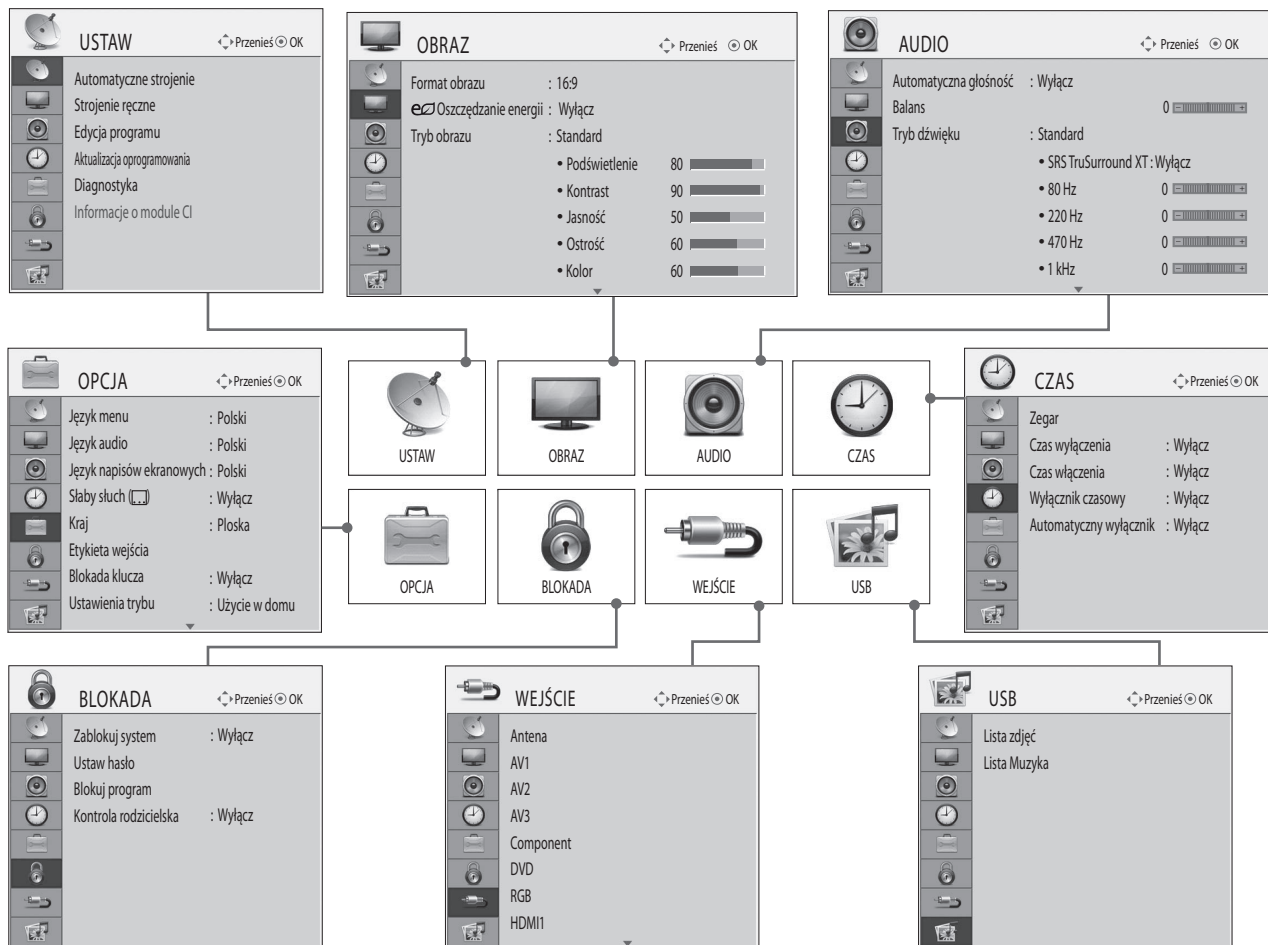 USTAW
Przenieś OK
Automatyczne strojenie
Strojenie ręczne
Edycja programu
Aktualizacja oprogramowania
Diagnostyka
Informacje o module CI
OBRAZ
Przenieś OK
Format obrazu : 16:9
Oszczędzanie energii : Wyłącz
Tryb obrazu : Standard
• Podświetlenie 80
• Kontrast 90
• Jasność 50
• Ostrość 60
• Kolor 60
AUDIO
Przenieś OK
Automatyczna głośność : Wyłącz
Balans 0 - +
Tryb dźwięku : Standard
• SRS TruSurround XT : Wyłącz
• 80 Hz 0 - +
• 220 Hz 0 - +
• 470 Hz 0 - +
• 1 kHz 0 - +
OPCJA
Przenieś OK
Język menu : Polski
Język audio : Polski
Język napisów ekranowych : Polski
Słaby słuch ( ) : Wyłącz
Kraj : Ploska
Etykieta wejścia
Blokada klucza : Wyłącz
Ustawienia trybu : Użycie w domu
USTAW
OBRAZ
AUDIO
CZAS
OPCJA
BLOKADA
WEJŚCIE
USB
CZAS
Przenieś OK
Zegar
Czas wyłączenia : Wyłącz
Czas włączenia : Wyłącz
Wyłącznik czasowy : Wyłącz
Automatyczny wyłącznik : Wyłącz
BLOKADA
Przenieś OK
Zablokuj system : Wyłącz
Ustaw hasło
Blokuj program
Kontrola rodzicielska : Wyłącz
WEJŚCIE
Przenieś OK
Antena
AV1
AV2
AV3
Component
DVD
RGB
HDMI1
USB
Przenieś OK
Lista zdjęć
Lista Muzyka